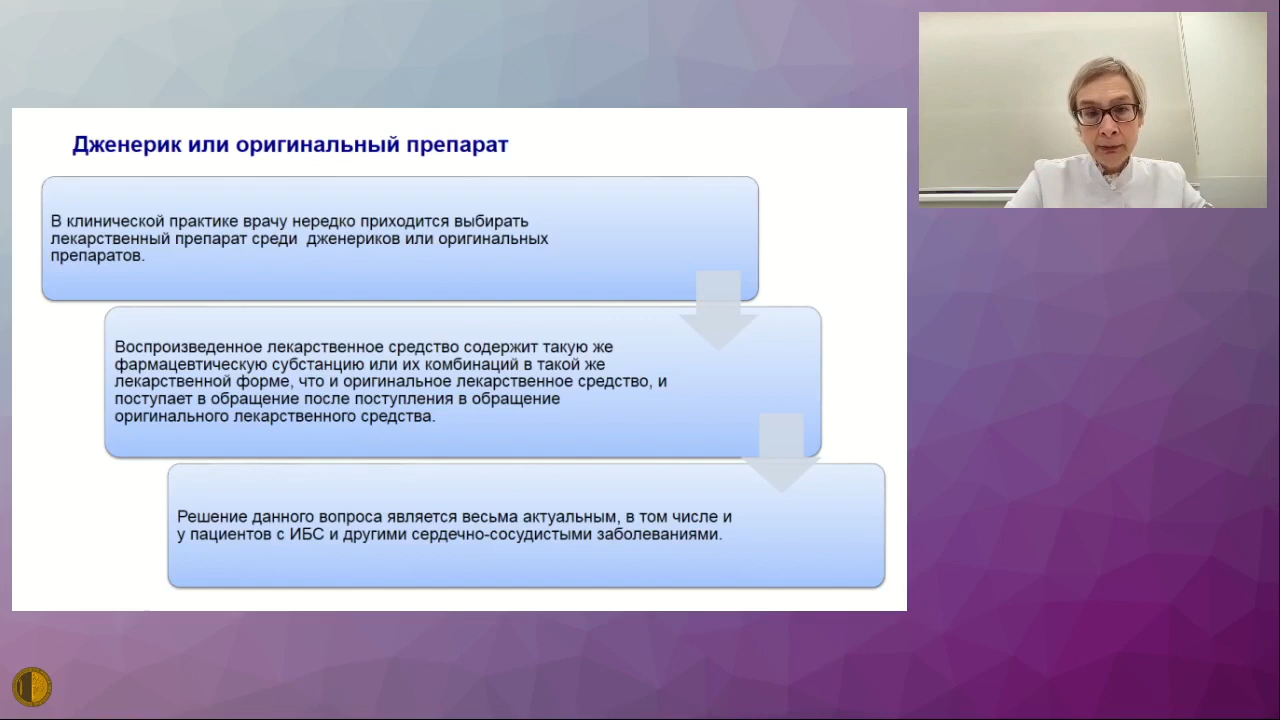 Дженерик или оригинальный препарат
В клинической практике врачу нередко приходится выбирать
лекарственный препарат среди  дженериков или оригинальных
препаратов.
Воспроизведенное лекарственное средство содержит такую же
фармацевтическую субстанцию или их комбинаций в такой же
лекарственной форме, что и оригинальное лекарственное средство, и
поступает в обращение после поступления в обращение
оригинального лекарственного средства.
Решение данного вопроса является весьма актуальным, в том числе и
у пациентов с ИБС и другими сердечно-сосудистыми заболеваниями.